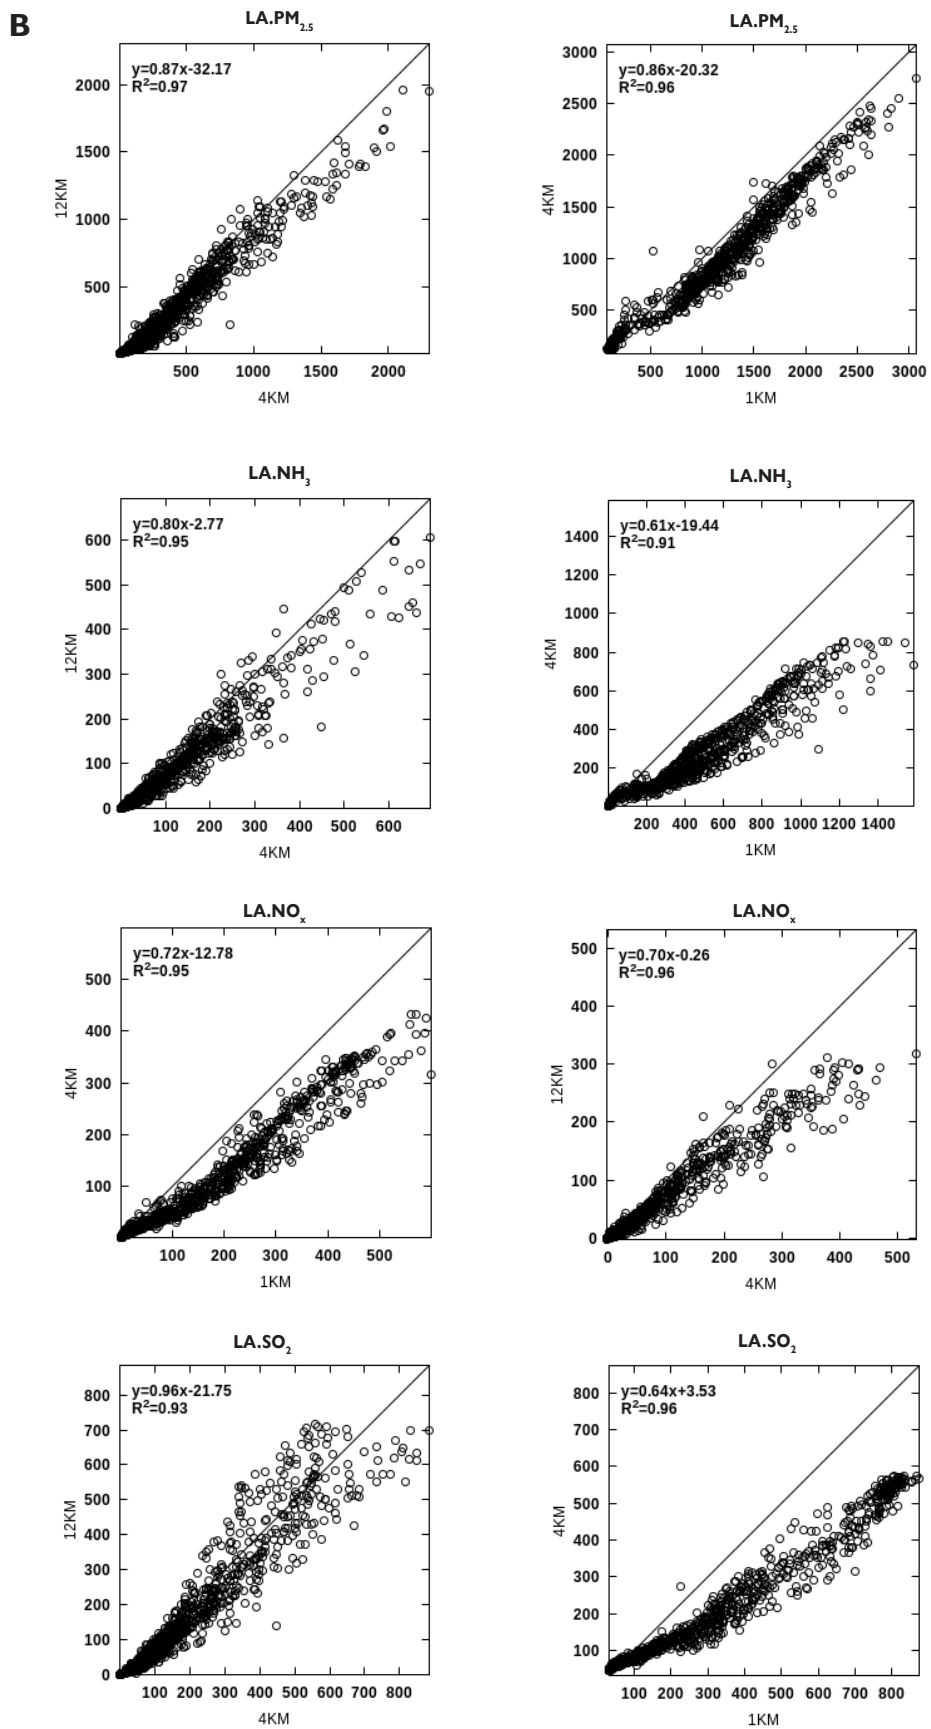 B
LA.PM2.5
y=0.87x-32.17
R2=0.97
2000
1500
1000
500
12KM
500 1000 1500 2000
4KM
LA.PM2.5
y=0.86x-20.32
R2=0.96
3000
2500
2000
1500
1000
500
4KM
500 1000 1500 2000 2500 3000
1KM
LA.NH3
y=0.80x-2.77
R2=0.95
600
500
400
300
200
100
0
12KM
100 200 300 400 500 600
4KM
LA.NH3
y=0.61x-19.44
R2=0.91
1400
1200
1000
800
600
400
200
4KM
200 400 600 800 1000 1200 1400
1KM
LA.NOx
y=0.72x-12.78
R2=0.95
500
400
300
200
100
4KM
100 200 300 400 500
1KM
LA.NOx
y=0.70x-0.26
R2=0.96
500
400
300
200
100
0
12KM
0 100 200 300 400 500
4KM
LA.SO2
y=0.96x-21.75
R2=0.93
800
700
600
500
400
300
200
100
0
12KM
100 200 300 400 500 600 700 800
4KM
LA.SO2
y=0.64x+3.53
R2=0.96
800
700
600
500
400
300
200
100
4KM
100 200 300 400 500 600 700 800
1KM